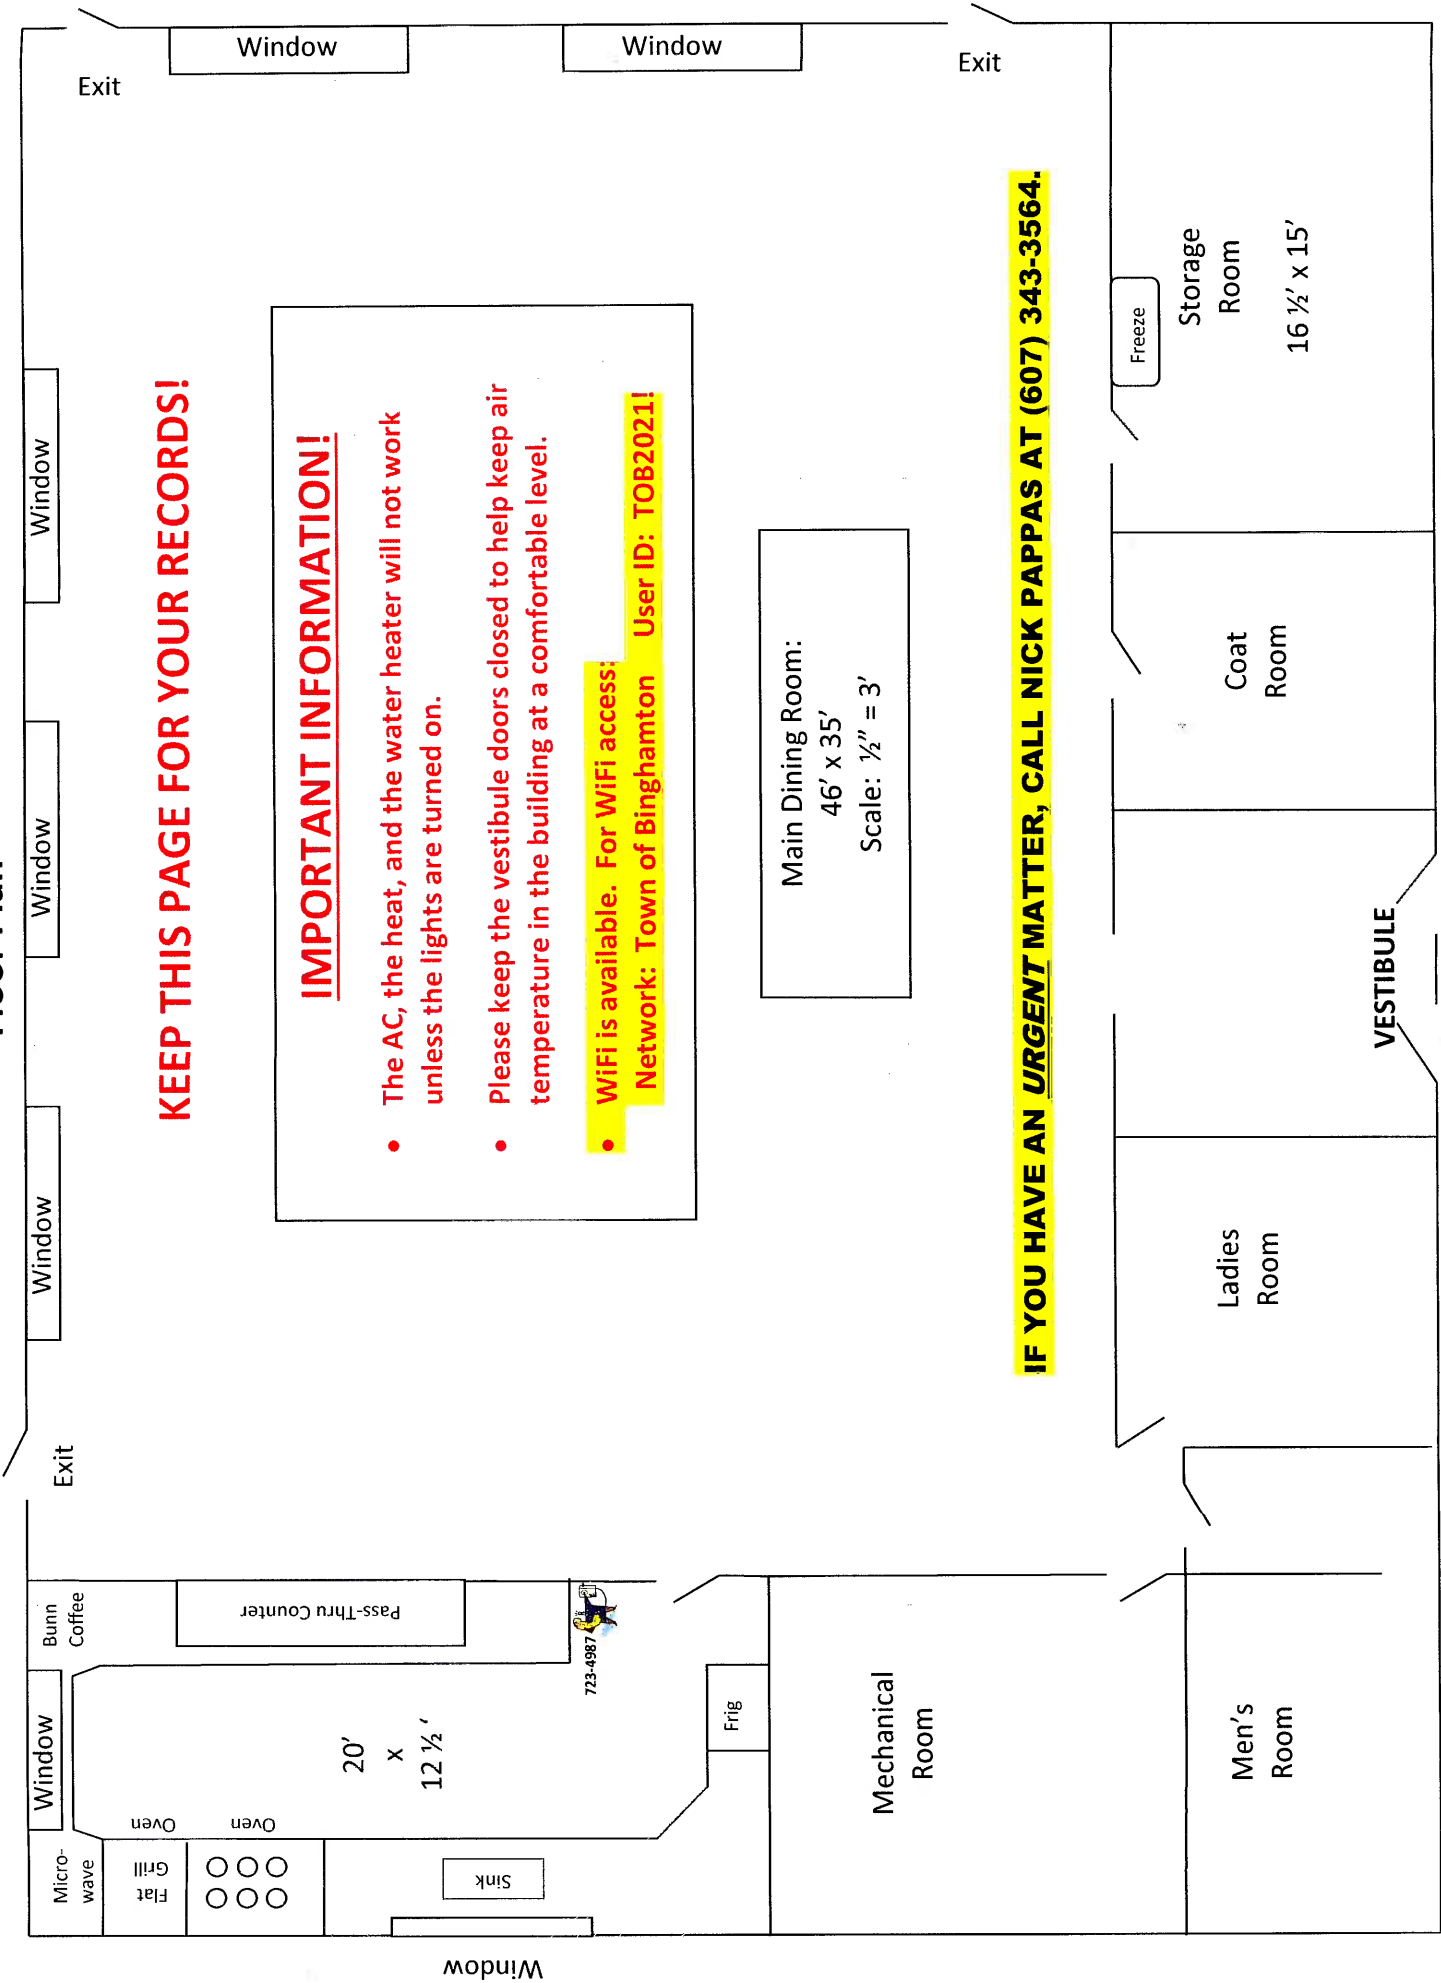 Window
Window
Window
Window
Exit
Exit
Micro-
wave
Bunn
Coffee
KEEP THIS PAGE FOR YOUR RECORDS!
Flat
Grill
Oven
Oven
Pass-Thru Counter
Window
IMPORTANT INFORMATION!
• The AC, the heat, and the water heater will not work
unless the lights are turned on.
• Please keep the vestibule doors closed to help keep air
temperature in the building at a comfortable level.
• WiFi is available. For WiFi access:
Network: Town of Binghamton User ID: TOB2021!
20'
x
12 ½ '
Sink
Window
723-4987
Window
Frig
Main Dining Room:
46' x 35'
Scale: ½" = 3'
Mechanical
Room
Exit
IF YOU HAVE AN URGENT MATTER, CALL NICK PAPPAS AT (607) 343-3564.
Freeze
Men's
Room
Ladies
Room
Coat
Room
Storage
Room
16 ½' x 15'
VESTIBULE